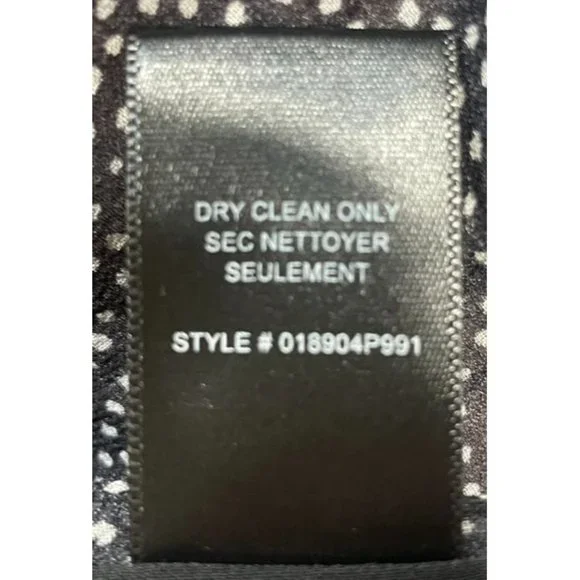 DRY CLEAN ONLY
SEC NETTOYER
SEULEMENT
STYLE # 018904P991